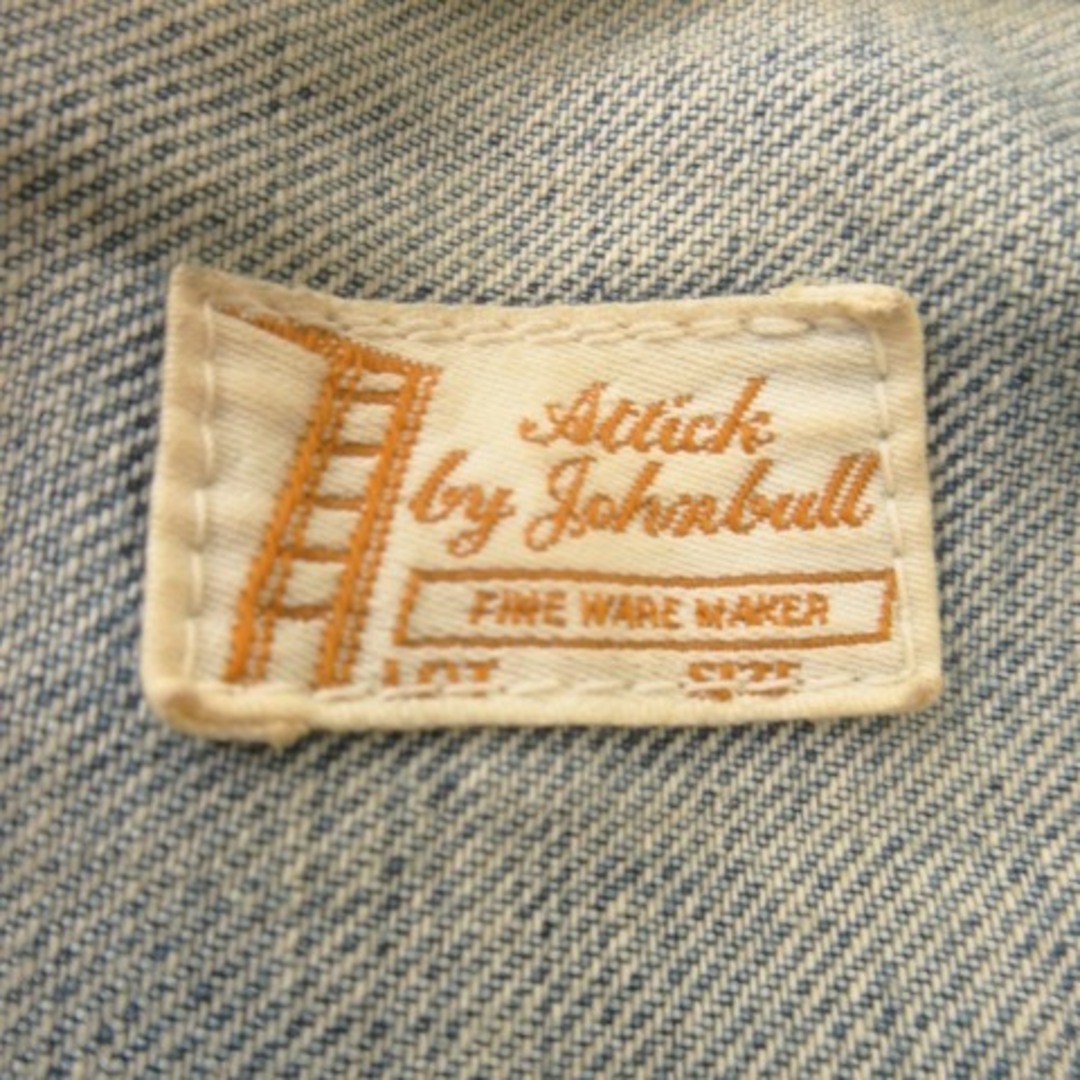 Attick
by Johnbull
FINE WARE MAKER
LOT SIZE